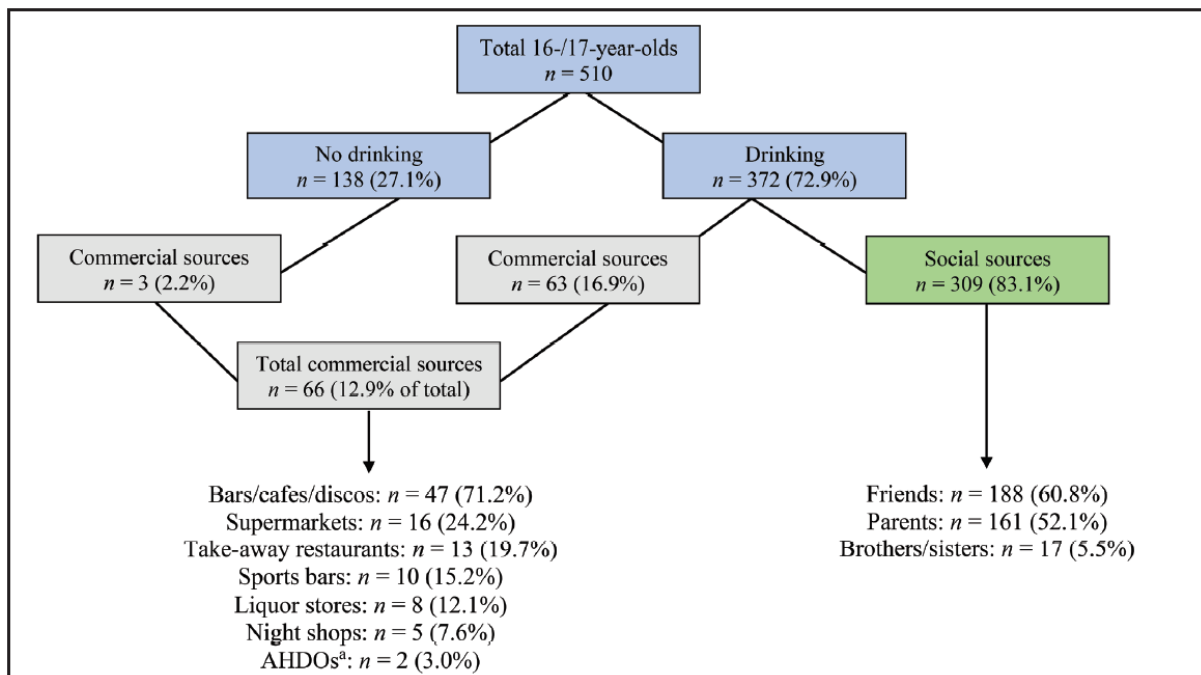 Total 16-/17-year-olds
n = 510
No drinking
n = 138 (27.1%)
Drinking
n = 372 (72.9%)
Commercial sources
n = 3 (2.2%)
Commercial sources
n = 63 (16.9%)
Social sources
n = 309 (83.1%)
Total commercial sources
n = 66 (12.9% of total)
Bars/cafes/discos: n = 47 (71.2%)
Supermarkets: n = 16 (24.2%)
Take-away restaurants: n = 13 (19.7%)
Sports bars: n = 10 (15.2%)
Liquor stores: n = 8 (12.1%)
Night shops: n = 5 (7.6%)
AHDOsᵃ: n = 2 (3.0%)
Friends: n = 188 (60.8%)
Parents: n = 161 (52.1%)
Brothers/sisters: n = 17 (5.5%)